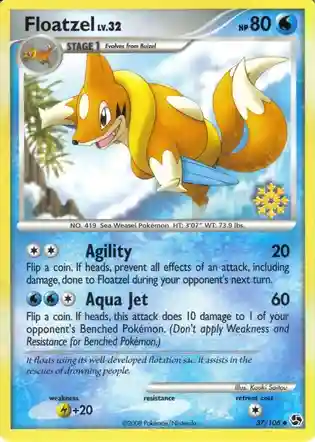 Floatzel LV.32 HP 80
STAGE 1 Evolves from Buizel
NO. 419 Sea Weasel Pokémon HT: 3'07" WT: 73.9 lbs.
Agility 20
Flip a coin. If heads, prevent all effects of an attack, including
damage, done to Floatzel during your opponent's next turn.
Aqua Jet 60
Flip a coin. If heads, this attack does 10 damage to 1 of
your opponent's Benched Pokémon. (Don't apply Weakness and
Resistance for Benched Pokémon.)
It floats using its well-developed flotation sac. It assists in the
rescues of drowning people.
Illus. Kouki Saitou
weakness resistance retreat cost
+20
©2008 Pokémon/Nintendo 37/106